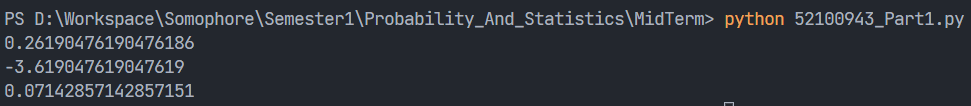 PS D:\Workspace\Somophore\Semester1\Probability_And_Statistics\MidTerm> python 52100943_Part1.py
0.26190476190476186
-3.619047619047619
0.07142857142857151